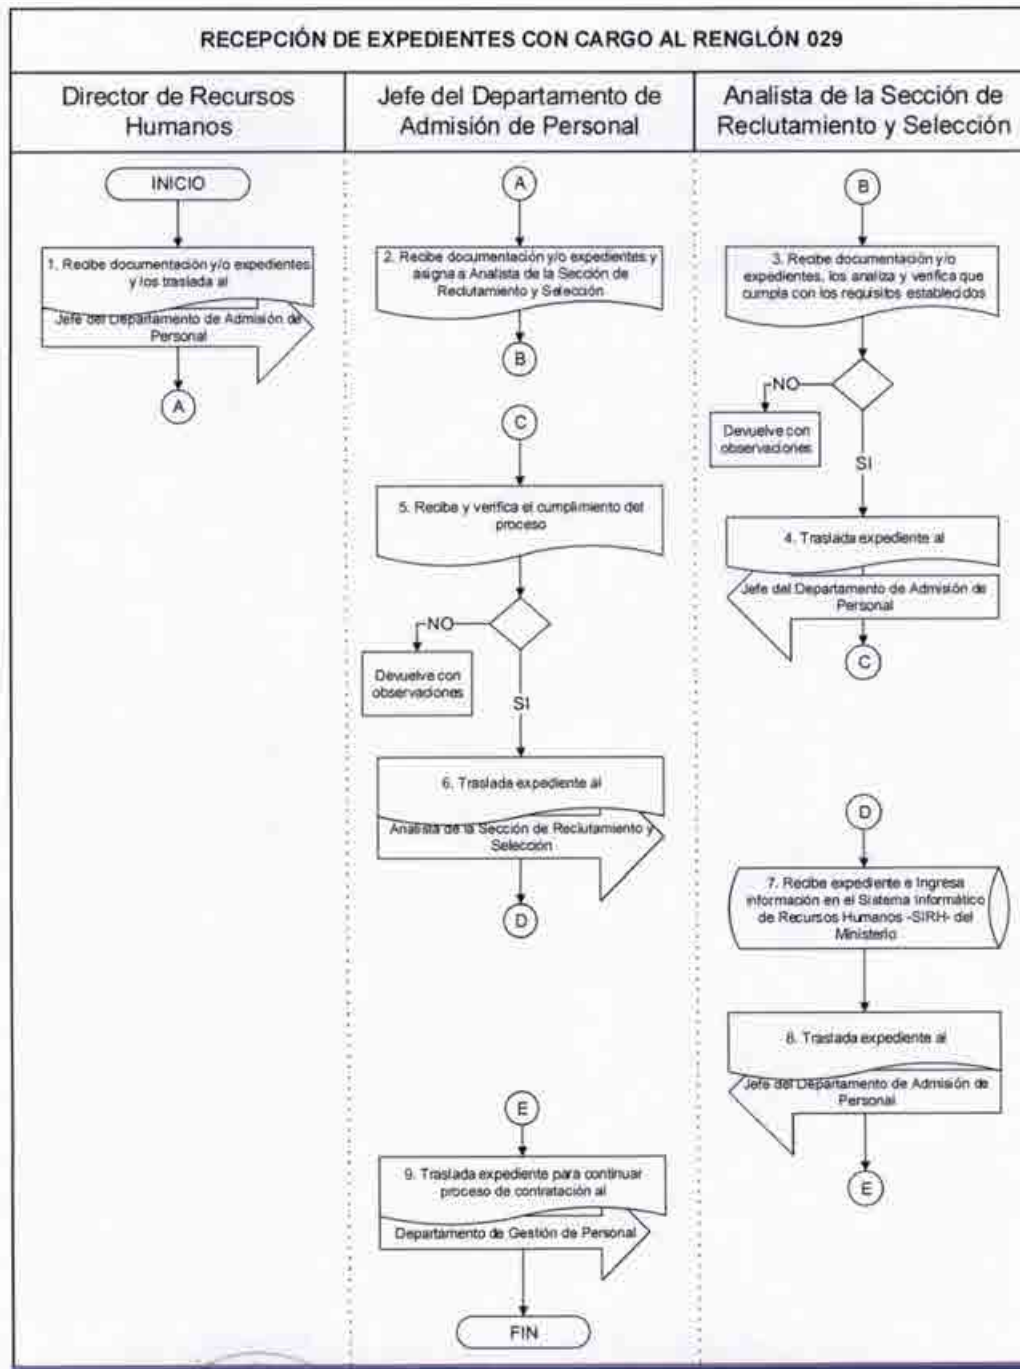 RECEPCIÓN DE EXPEDIENTES CON CARGO AL RENGLÓN 029
Director de Recursos
Humanos
Jefe del Departamento de
Admisión de Personal
Analista de la Sección de
Reclutamiento y Selección
INICIO
1. Recibe documentación y/o expedientes
y los traslada al
Jefe del Departamento de Admisión de
Personal
A
A
2. Recibe documentación y/o expedientes y
asigna a Analista de la Sección de
Reclutamiento y Selección
B
C
5. Recibe y verifica el cumplimiento del
proceso
NO
Devuelve con
observaciones
SI
6. Traslada expediente al
Analista de la Sección de Reclutamiento y
Selección
D
E
9. Traslada expediente para continuar
proceso de contratación al
Departamento de Gestión de Personal
FIN
B
3. Recibe documentación y/o
expedientes, los analiza y verifica que
cumpla con los requisitos establecidos
NO
Devuelve con
observaciones
SI
4. Traslada expediente al
Jefe del Departamento de Admisión de
Personal
C
D
7. Recibe expediente e Ingresa
información en el Sistema Informático
de Recursos Humanos -SIRH- del
Ministerio
8. Traslada expediente al
Jefe del Departamento de Admisión de
Personal
E